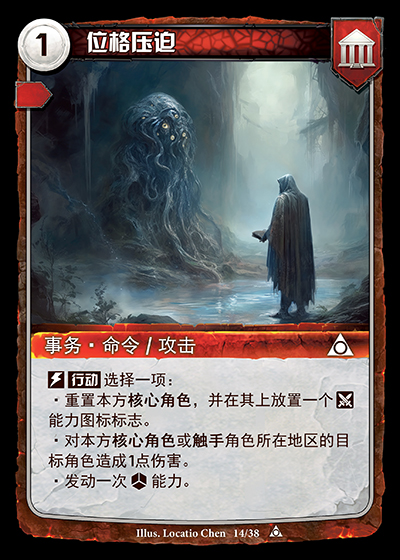 1
位格压迫
事务·命令/攻击
行动 选择一项：
·重置本方核心角色，并在其上放置一个
能力图标标志。
·对本方核心角色或触手角色所在地区的目
标角色造成1点伤害。
·发动一次 能力。
Illus. Locatio Chen 14/38